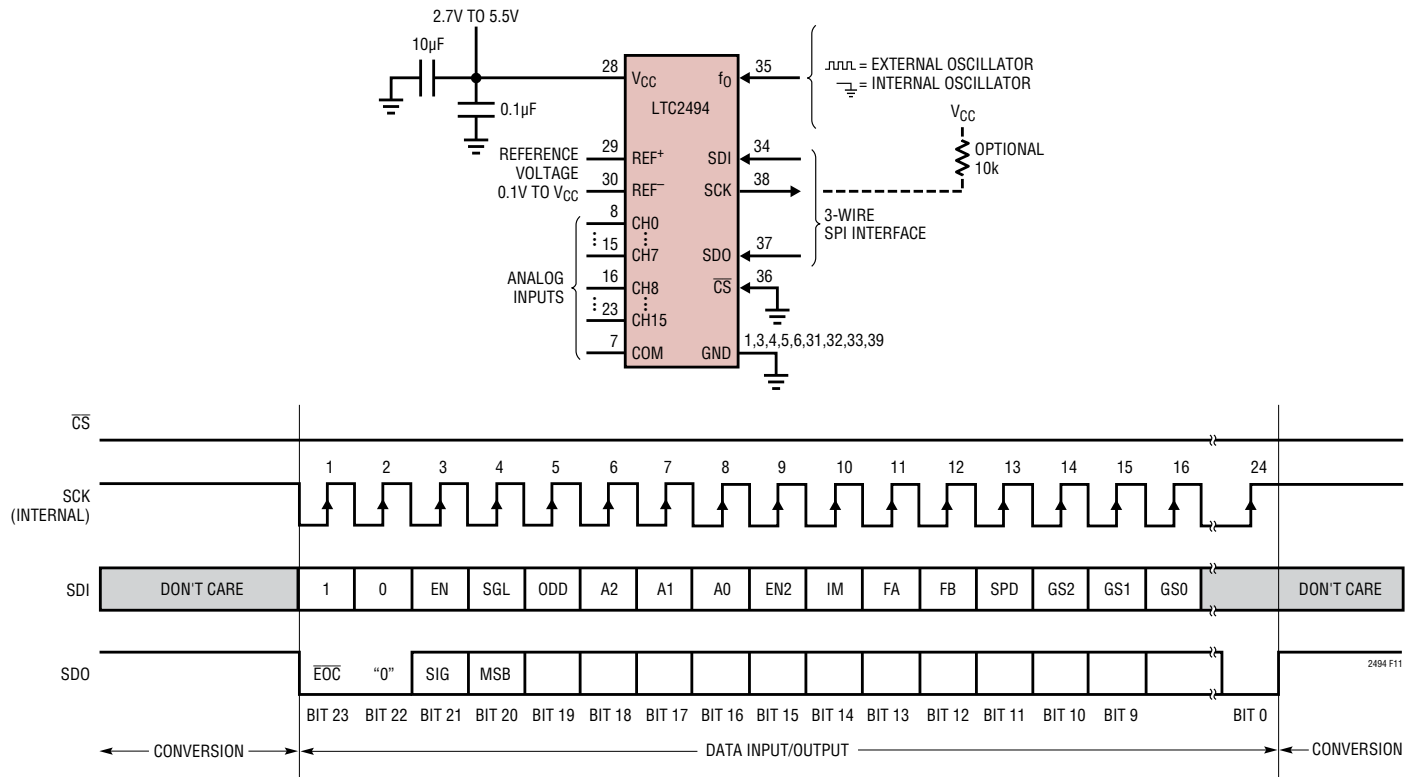 2.7V TO 5.5V
10µF
0.1µF
28 VCC
LTC2494
fO 35
= EXTERNAL OSCILLATOR
= INTERNAL OSCILLATOR
VCC
OPTIONAL
10k
REFERENCE
VOLTAGE
0.1V TO VCC
29 REF+
30 REF–
SDI 34
SCK 38
3-WIRE
SPI INTERFACE
ANALOG
INPUTS
8 CH0
15 CH7
16 CH8
23 CH15
7 COM
SDO 37
CS 36
GND 1,3,4,5,6,31,32,33,39
CS
1 2 3 4 5 6 7 8 9 10 11 12 13 14 15 16 24
SCK
(INTERNAL)
SDI DON'T CARE 1 0 EN SGL ODD A2 A1 A0 EN2 IM FA FB SPD GS2 GS1 GS0 DON'T CARE
SDO EOC “0” SIG MSB
2494 F11
BIT 23 BIT 22 BIT 21 BIT 20 BIT 19 BIT 18 BIT 17 BIT 16 BIT 15 BIT 14 BIT 13 BIT 12 BIT 11 BIT 10 BIT 9 BIT 0
CONVERSION DATA INPUT/OUTPUT CONVERSION